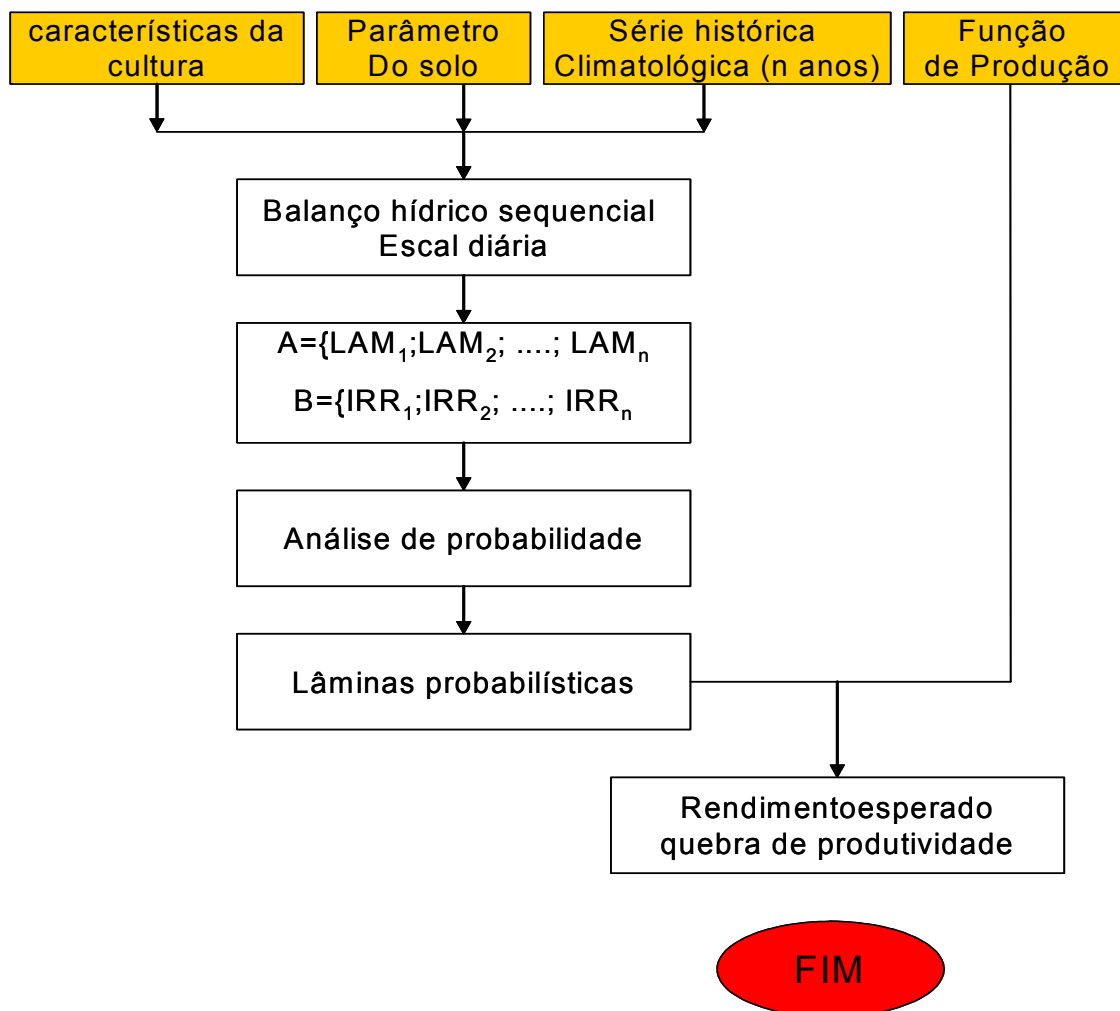 características da
cultura
Parâmetro
Do solo
Série histórica
Climatológica (n anos)
Função
de Produção
Balanço hídrico sequencial
Escal diária
A={LAM₁;LAM₂; ....; LAMₙ
B={IRR₁;IRR₂; ....; IRRₙ
Análise de probabilidade
Lâminas probabilísticas
Rendimentoesperado
quebra de produtividade
FIM